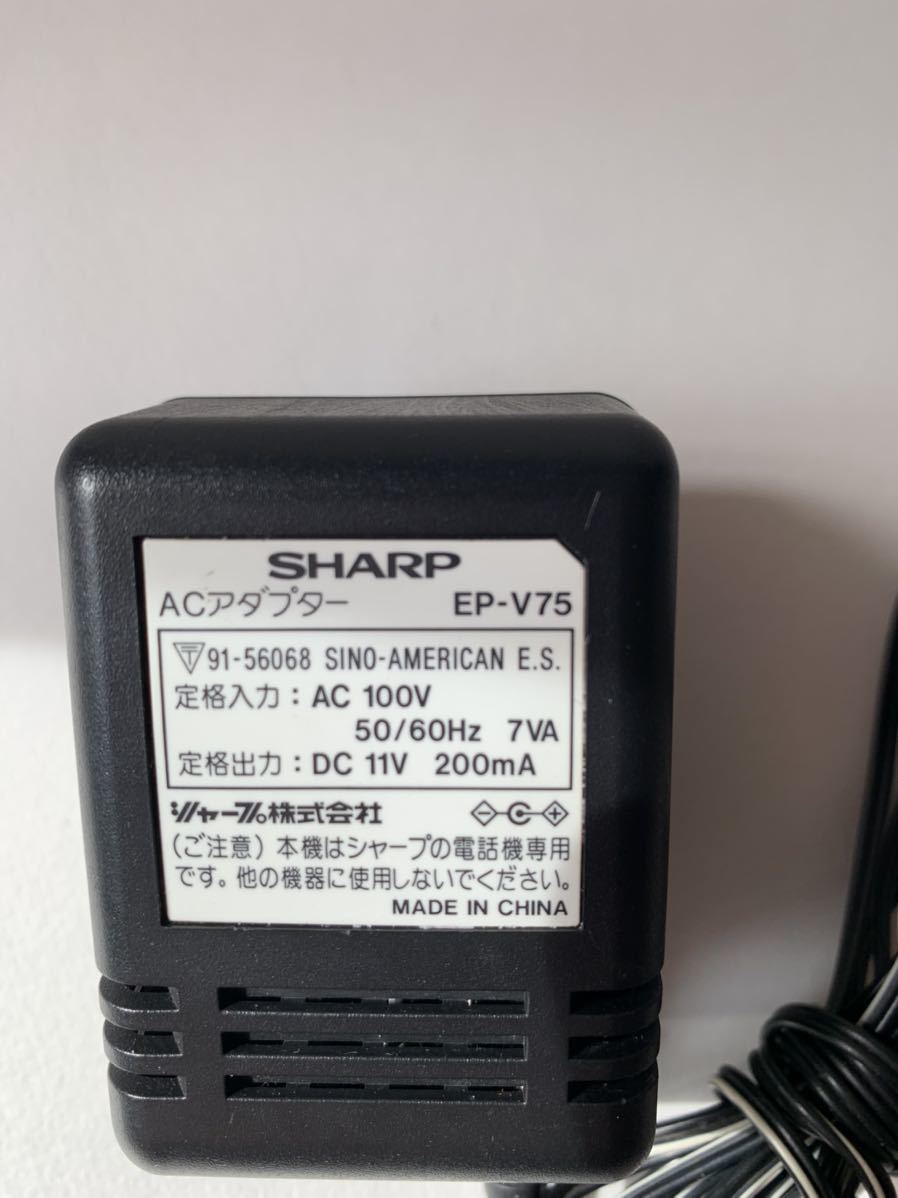 SHARP
ACアダプター EP-V75
〒91-56068 SINO-AMERICAN E.S.
定格入力：AC 100V
50/60Hz 7VA
定格出力：DC 11V 200mA
シャープ株式会社
(ご注意)本機はシャープの電話機専用
です。他の機器に使用しないでください。
MADE IN CHINA